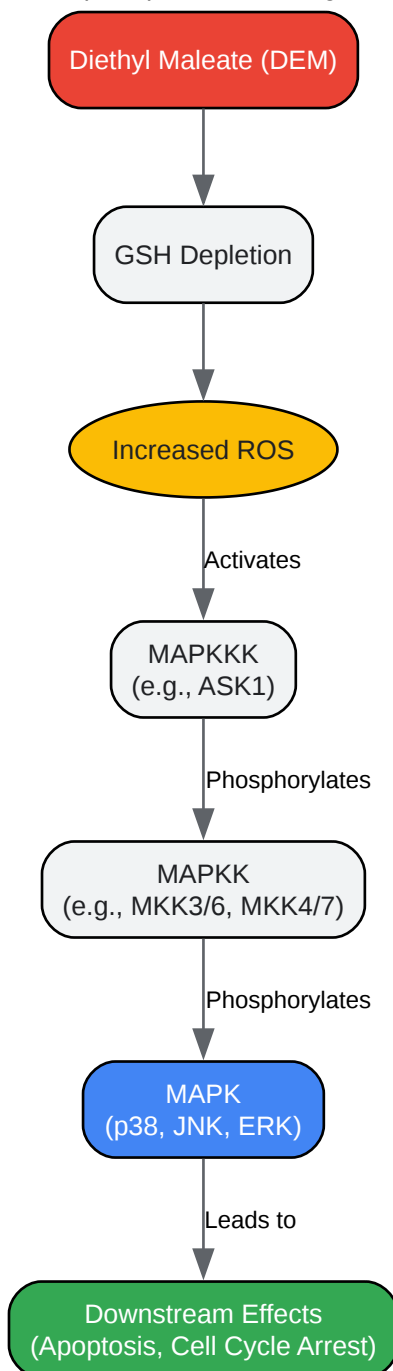 Diethyl Maleate (DEM)
GSH Depletion
Increased ROS
Activates
MAPKKK
(e.g., ASK1)
Phosphorylates
MAPKK
(e.g., MKK3/6, MKK4/7)
Phosphorylates
MAPK
(p38, JNK, ERK)
Leads to
Downstream Effects
(Apoptosis, Cell Cycle Arrest)